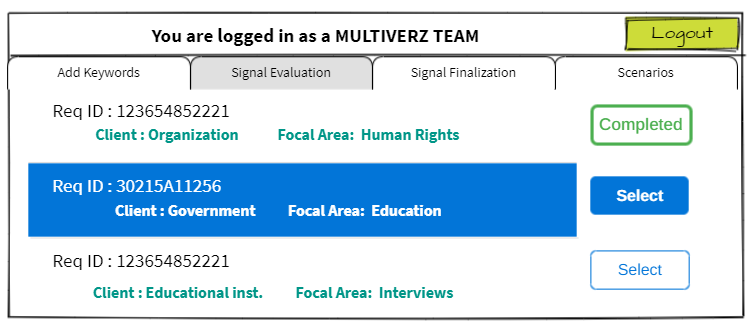 You are logged in as a MULTIVERZ TEAM
Logout
Add Keywords
Signal Evaluation
Signal Finalization
Scenarios
Req ID : 123654852221
Client : Organization Focal Area: Human Rights
Completed
Req ID : 30215A11256
Client : Government Focal Area: Education
Select
Req ID : 123654852221
Client : Educational inst. Focal Area: Interviews
Select